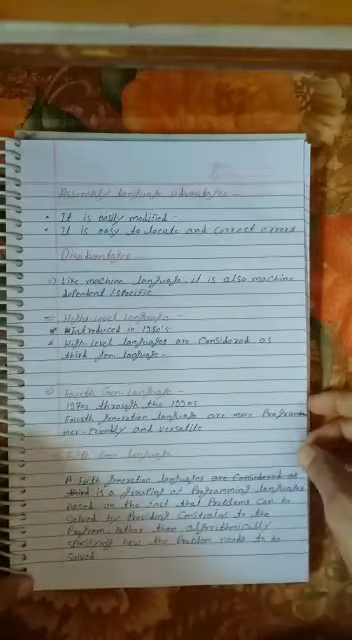 Assembly language advantages -
• It is easily modified -
• It is easy to locate and correct errors
Disadvantages -
→ Like machine language, it is also machine
dependent / specific
→ High-Level Language -
Introduced in 1950's
High-level languages are Considered as
third gen. language.
Fourth Gen. Language -
1970s through the 1990s
Fourth generation language are more Program
mer-friendly and versatile
Fifth Gen. language
A Fifth generation languages are considered as
third is a grouping of Programming languages
based on the fact that Problems can be
solved by Providing Constraints to the
Program, rather than algorithmically
specifying how the Problem needs to be
solved